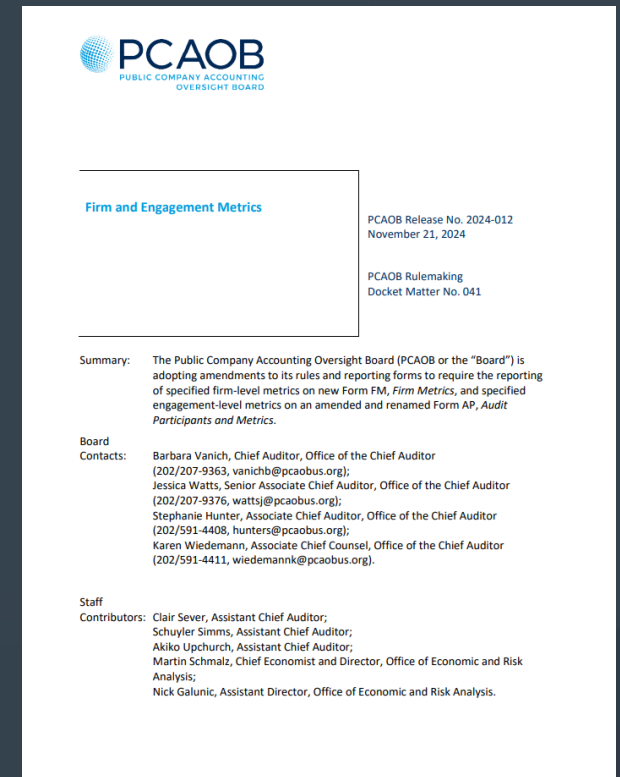 PCAOB
PUBLIC COMPANY ACCOUNTING
OVERSIGHT BOARD
Firm and Engagement Metrics
PCAOB Release No. 2024-012
November 21, 2024
PCAOB Rulemaking
Docket Matter No. 041
Summary: The Public Company Accounting Oversight Board (PCAOB or the “Board”) is
adopting amendments to its rules and reporting forms to require the reporting
of specified firm-level metrics on new Form FM, Firm Metrics, and specified
engagement-level metrics on an amended and renamed Form AP, Audit
Participants and Metrics.
Board
Contacts: Barbara Vanich, Chief Auditor, Office of the Chief Auditor
(202/207-9363, vanichb@pcaobus.org);
Jessica Watts, Senior Associate Chief Auditor, Office of the Chief Auditor
(202/207-9376, wattsj@pcaobus.org);
Stephanie Hunter, Associate Chief Auditor, Office of the Chief Auditor
(202/591-4408, hunters@pcaobus.org);
Karen Wiedemann, Associate Chief Counsel, Office of the Chief Auditor
(202/591-4411, wiedemannk@pcaobus.org).
Staff
Contributors: Clair Sever, Assistant Chief Auditor;
Schuyler Simms, Assistant Chief Auditor;
Akiko Upchurch, Assistant Chief Auditor;
Martin Schmalz, Chief Economist and Director, Office of Economic and Risk
Analysis;
Nick Galunic, Assistant Director, Office of Economic and Risk Analysis.